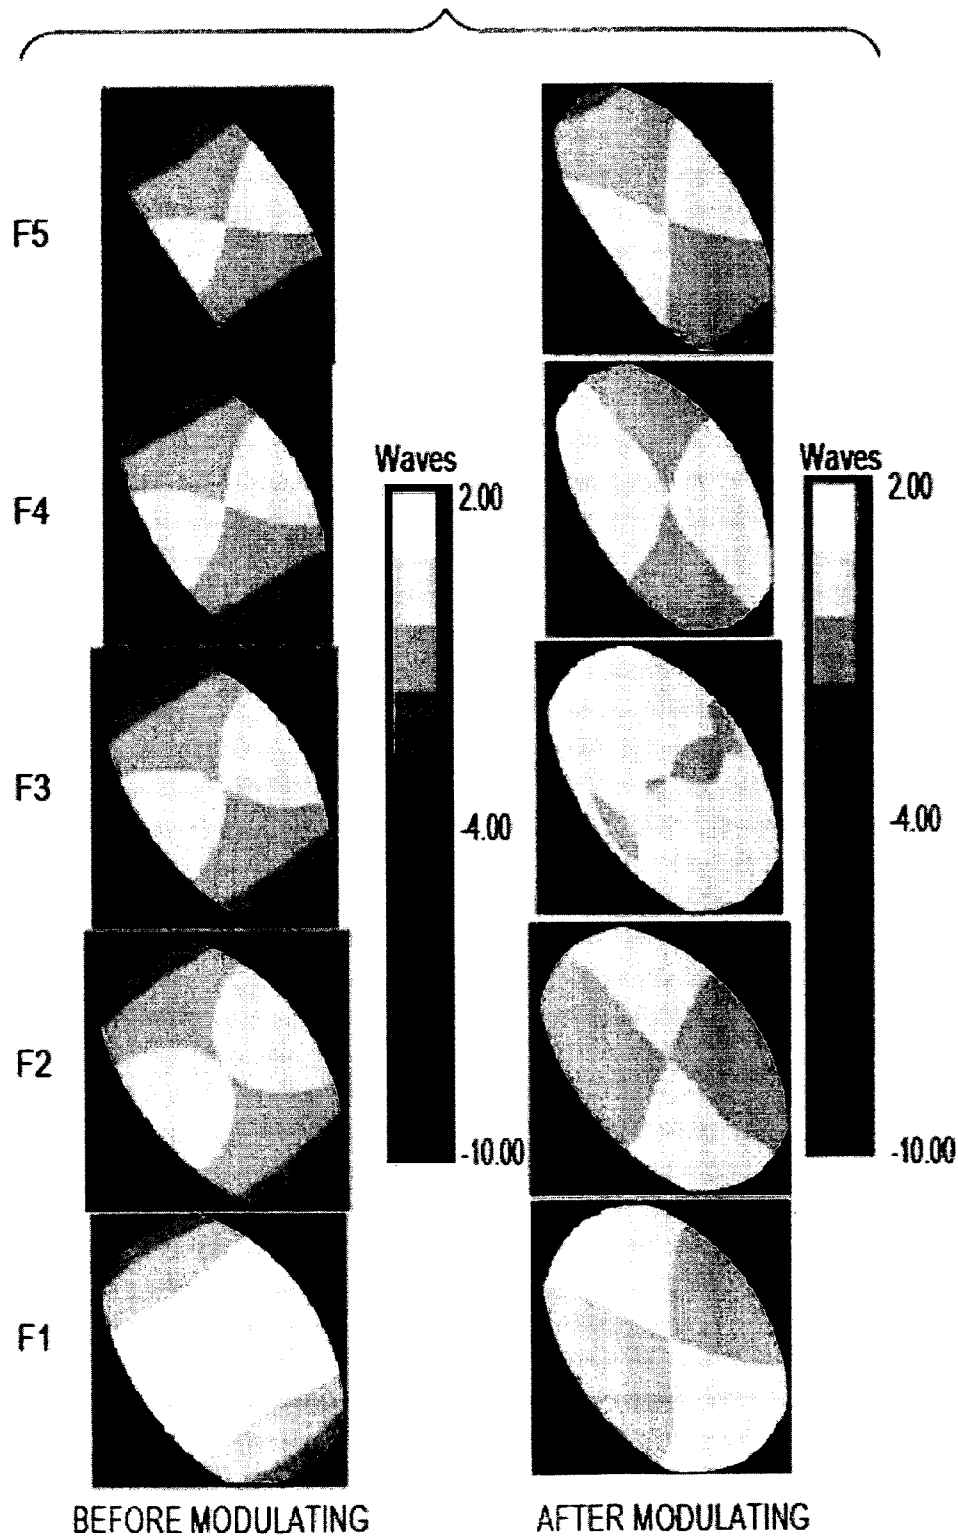 F5
F4
F3
F2
F1
Waves
2.00
-4.00
-10.00
Waves
2.00
-4.00
-10.00
BEFORE MODULATING
AFTER MODULATING